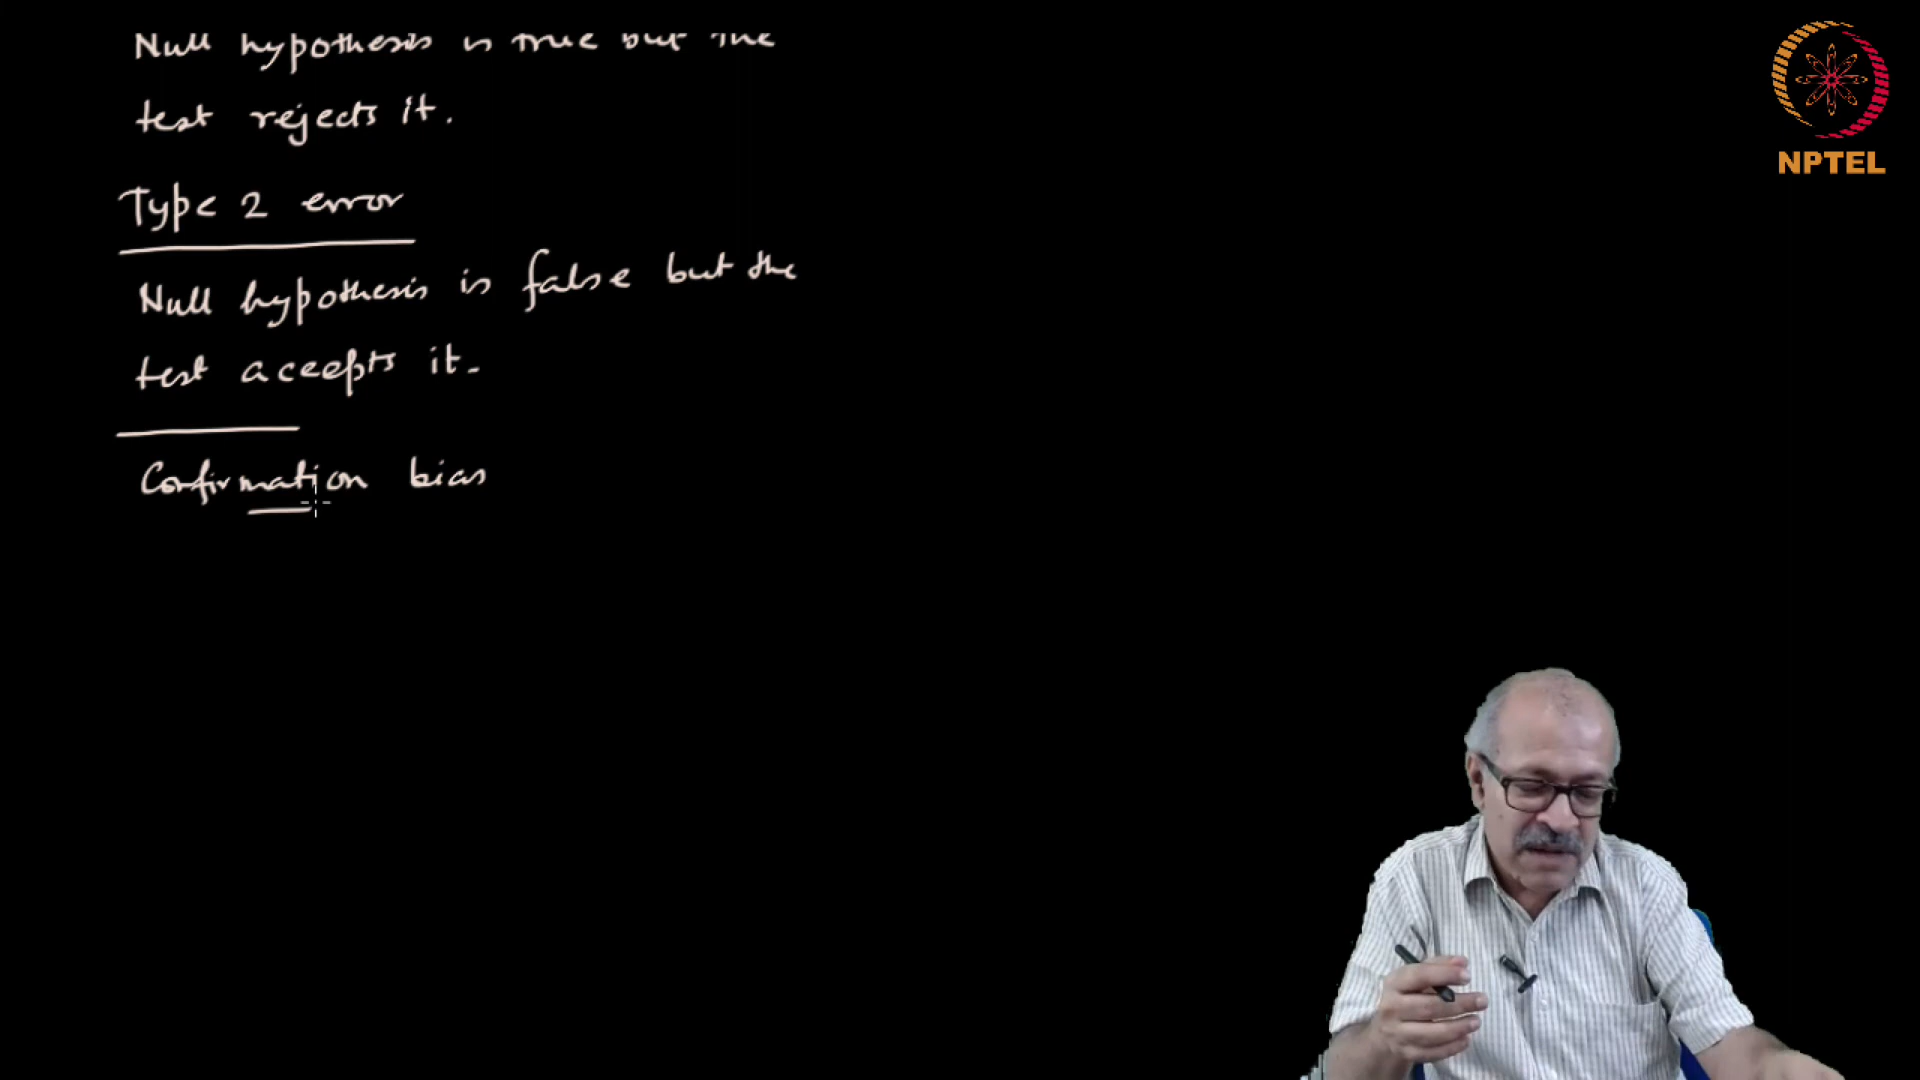 Null hypothesis is true but the
test rejects it.
Type 2 error
Null hypothesis is false but the
test accepts it.
Confirmation bias
NPTEL